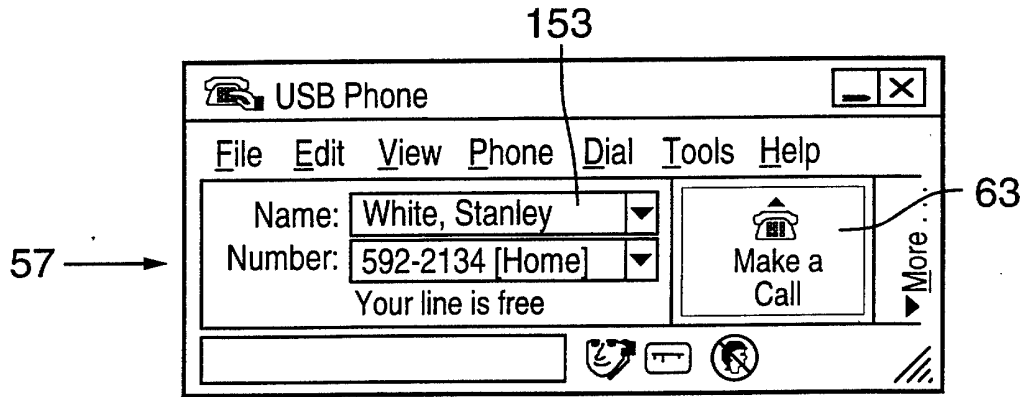 153
USB Phone
File Edit View Phone Dial Tools Help
Name: White, Stanley
Number: 592-2134 [Home]
Your line is free
Make a
Call
More...
63
57